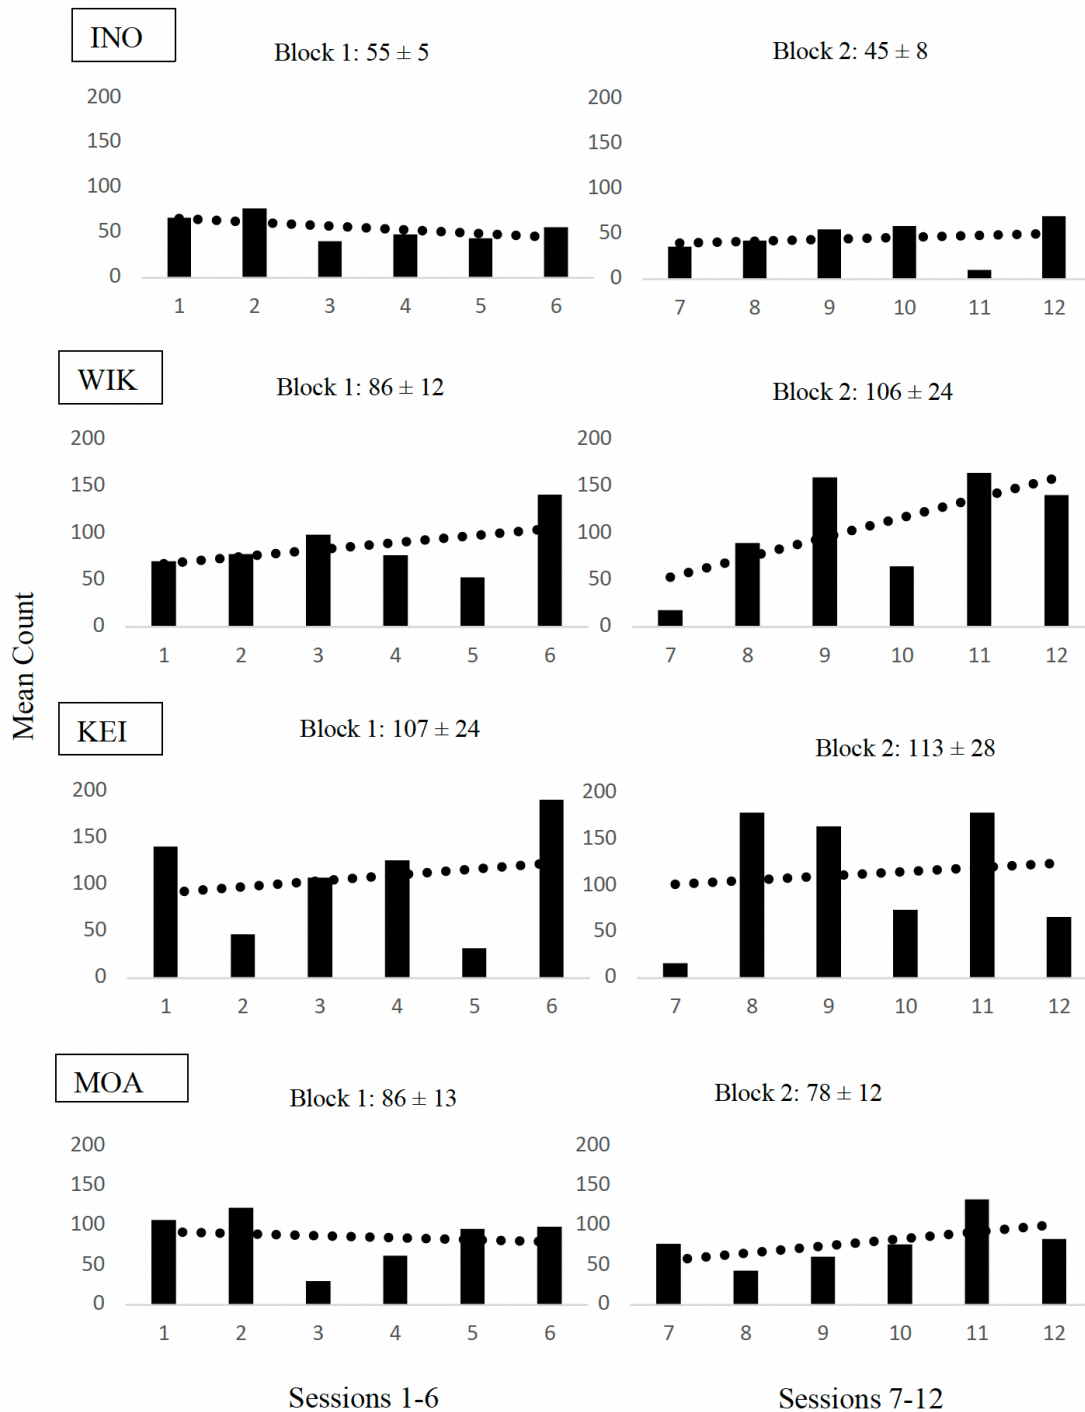 INO
Block 1: 55 ± 5
Block 2: 45 ± 8
200
150
100
50
0
1 2 3 4 5 6
200
150
100
50
0
7 8 9 10 11 12
WIK
Block 1: 86 ± 12
Block 2: 106 ± 24
200
150
100
50
0
1 2 3 4 5 6
200
150
100
50
0
7 8 9 10 11 12
Mean Count
KEI
Block 1: 107 ± 24
Block 2: 113 ± 28
200
150
100
50
0
1 2 3 4 5 6
200
150
100
50
0
7 8 9 10 11 12
MOA
Block 1: 86 ± 13
Block 2: 78 ± 12
200
150
100
50
0
1 2 3 4 5 6
200
150
100
50
0
7 8 9 10 11 12
Sessions 1-6
Sessions 7-12